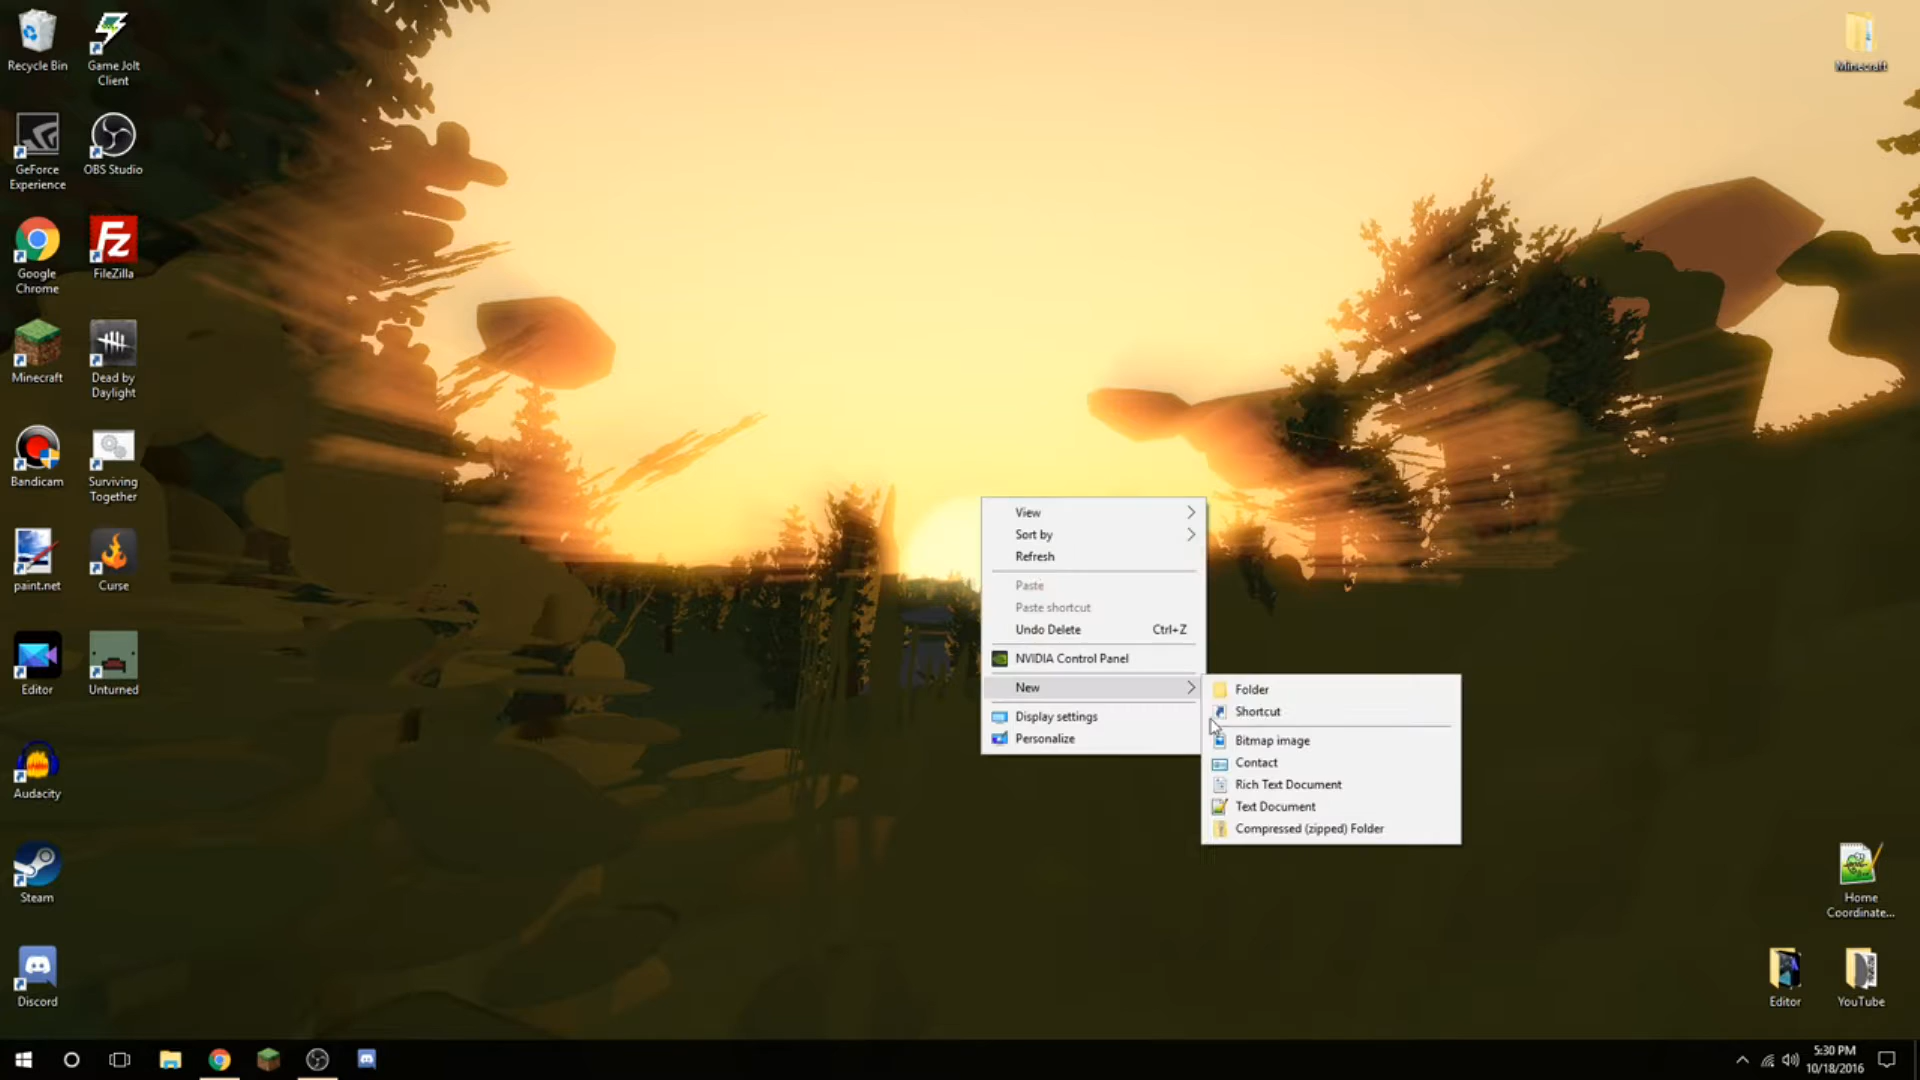 Recycle Bin
Game Jolt
Client
GeForce
Experience
OBS Studio
Google
Chrome
FileZilla
Minecraft
Dead by
Daylight
Bandicam
Surviving
Together
paint.net
Curse
Editor
Unturned
Audacity
Steam
Discord
Minecraft
View
Sort by
Refresh
Paste
Paste shortcut
Undo Delete Ctrl+Z
NVIDIA Control Panel
New
Display settings
Personalize
Folder
Shortcut
Bitmap image
Contact
Rich Text Document
Text Document
Compressed (zipped) Folder
Home
Coordinate...
Editor
YouTube
5:30 PM
10/18/2016